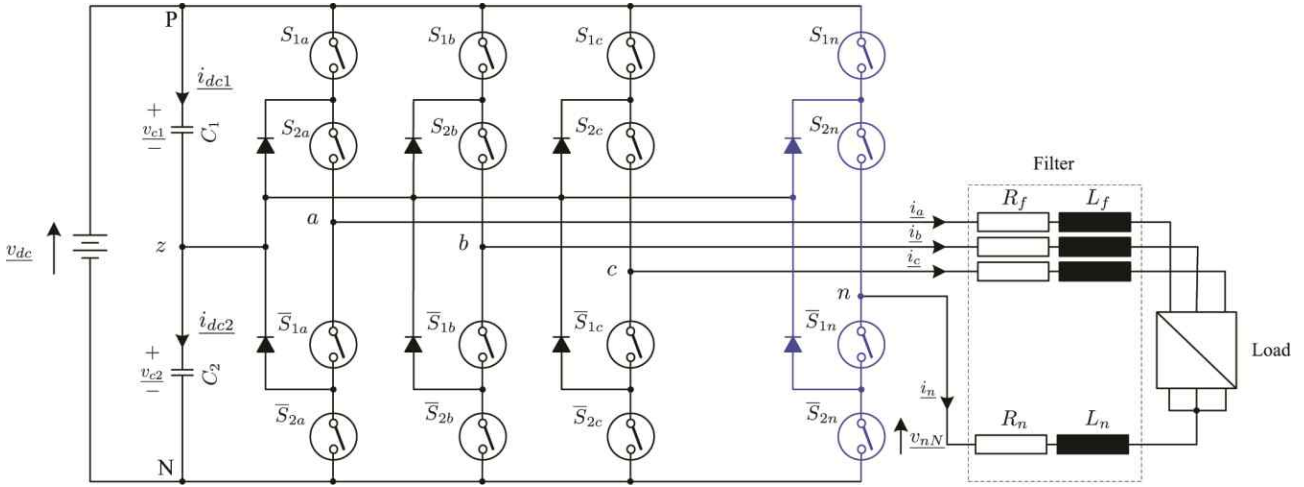 P
S1a S1b S1c S1n
idc1
+
vc1
−
C1
S2a S2b S2c S2n
Filter
Rf Lf
a
ia
z
b
ib
vdc
c
ic
n
idc2
S̅1a S̅1b S̅1c S̅1n
+
vc2
−
C2
Load
in
S̅2a S̅2b S̅2c S̅2n
vnN
Rn Ln
N